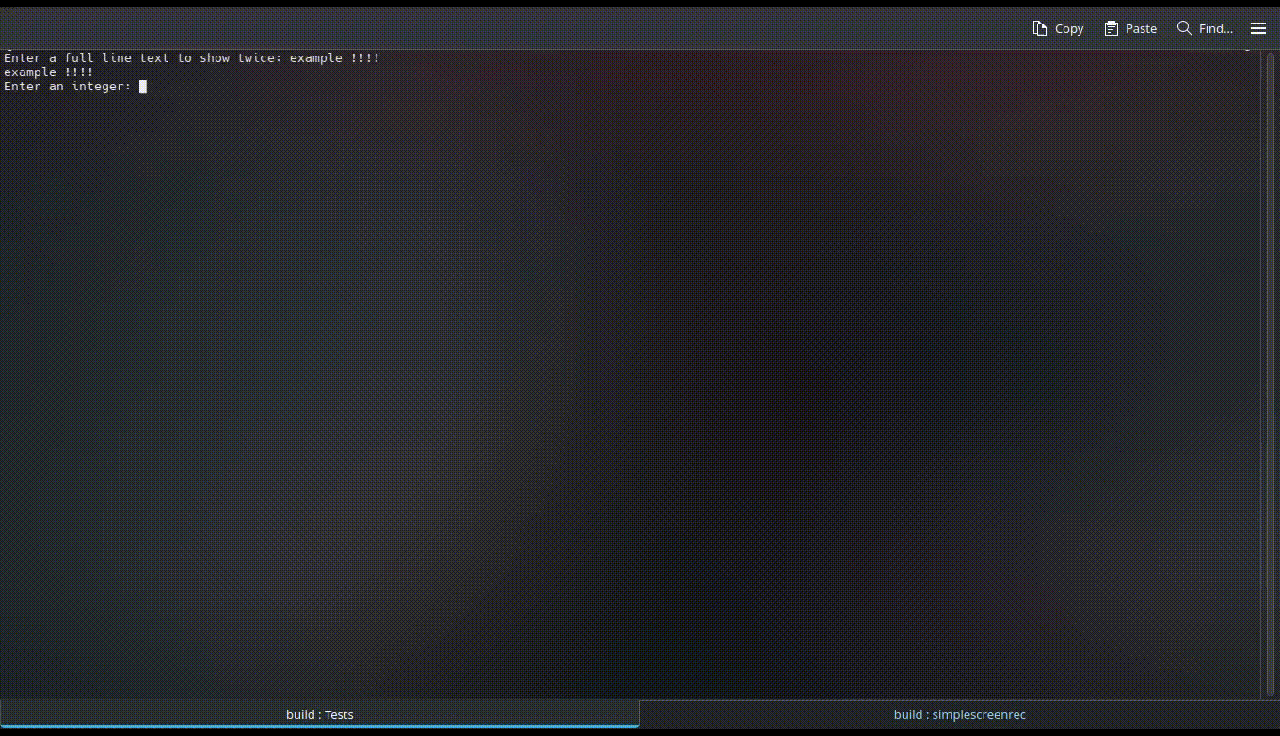 Copy Paste Find...
Enter a full line text to show twice: example !!!!
example !!!!
Enter an integer:
build : Tests build : simplescreenrec